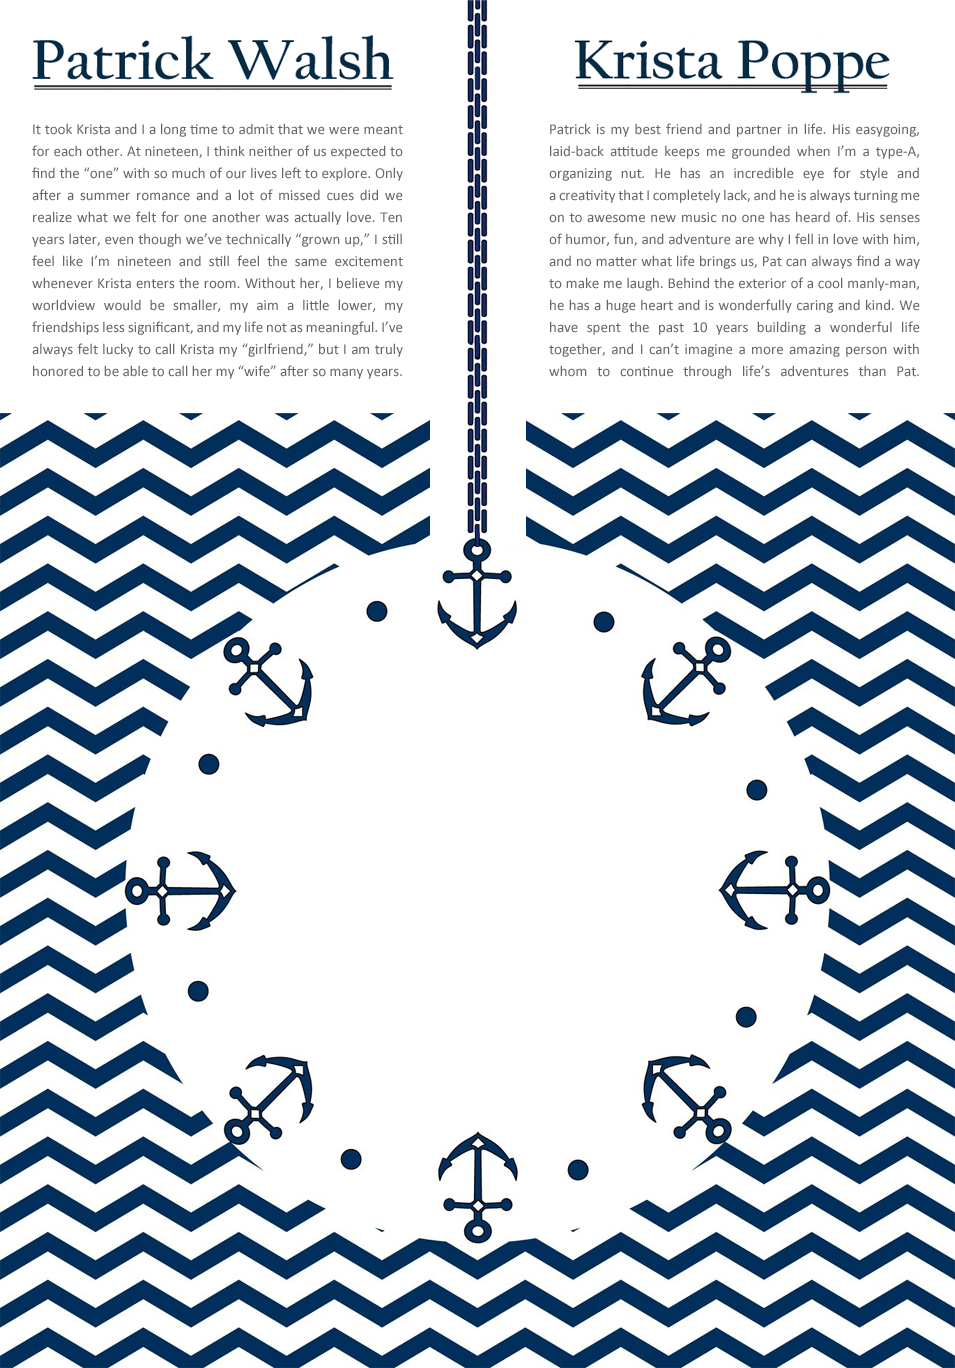 Patrick Walsh
It took Krista and I a long time to admit that we were meant
for each other. At nineteen, I think neither of us expected to
find the “one” with so much of our lives left to explore. Only
after a summer romance and a lot of missed cues did we
realize what we felt for one another was actually love. Ten
years later, even though we’ve technically “grown up,” I still
feel like I’m nineteen and still feel the same excitement
whenever Krista enters the room. Without her, I believe my
worldview would be smaller, my aim a little lower, my
friendships less significant, and my life not as meaningful. I’ve
always felt lucky to call Krista my “girlfriend,” but I am truly
honored to be able to call her my “wife” after so many years.
Krista Poppe
Patrick is my best friend and partner in life. His easygoing,
laid-back attitude keeps me grounded when I’m a type-A,
organizing nut. He has an incredible eye for style and
a creativity that I completely lack, and he is always turning me
on to awesome new music no one has heard of. His senses
of humor, fun, and adventure are why I fell in love with him,
and no matter what life brings us, Pat can always find a way
to make me laugh. Behind the exterior of a cool manly-man,
he has a huge heart and is wonderfully caring and kind. We
have spent the past 10 years building a wonderful life
together, and I can’t imagine a more amazing person with
whom to continue through life’s adventures than Pat.